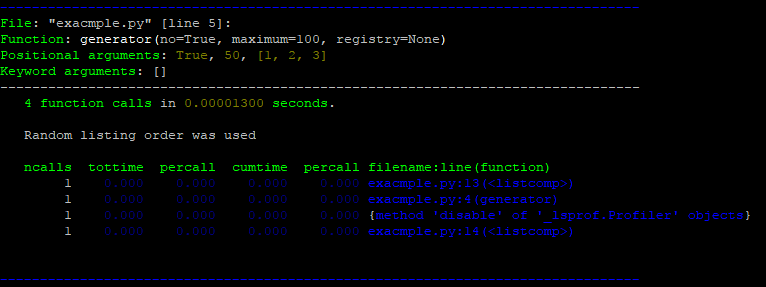 --------------------------------------------------------------------------------
File: "exacmple.py" [line 5]:
Function: generator(no=True, maximum=100, registry=None)
Positional arguments: True, 50, [1, 2, 3]
Keyword arguments: []
--------------------------------------------------------------------------------
4 function calls in 0.00001300 seconds.
Random listing order was used
ncalls tottime percall cumtime percall filename:line(function)
1 0.000 0.000 0.000 0.000 exacmple.py:13(<listcomp>)
1 0.000 0.000 0.000 0.000 exacmple.py:4(generator)
1 0.000 0.000 0.000 0.000 {method 'disable' of '_lsprof.Profiler' objects}
1 0.000 0.000 0.000 0.000 exacmple.py:14(<listcomp>)
--------------------------------------------------------------------------------